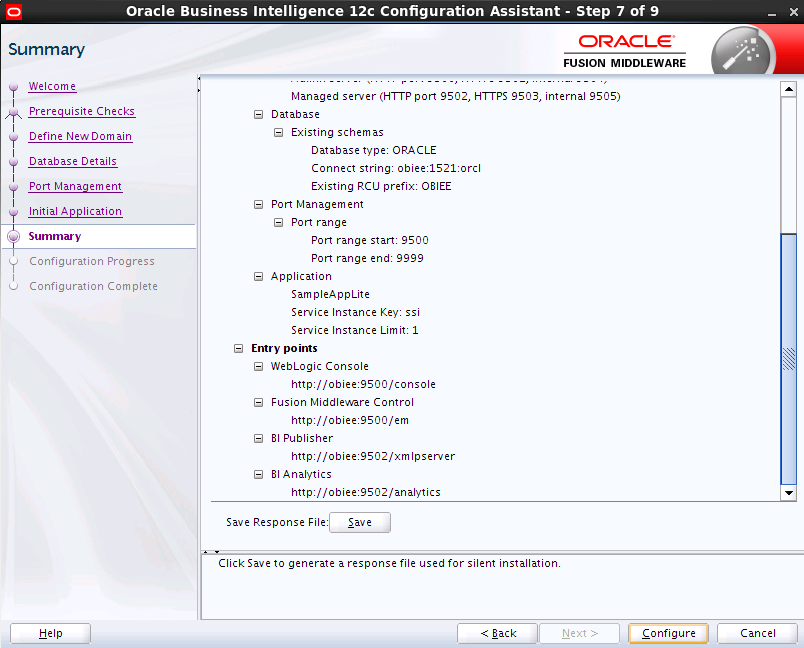 Oracle Business Intelligence 12c Configuration Assistant - Step 7 of 9
Summary
ORACLE
FUSION MIDDLEWARE
Welcome
Prerequisite Checks
Define New Domain
Database Details
Port Management
Initial Application
Summary
Configuration Progress
Configuration Complete
Managed server (HTTP port 9502, HTTPS 9503, internal 9505)
Database
Existing schemas
Database type: ORACLE
Connect string: obiee:1521:orcl
Existing RCU prefix: OBIEE
Port Management
Port range
Port range start: 9500
Port range end: 9999
Application
SampleAppLite
Service Instance Key: ssi
Service Instance Limit: 1
Entry points
WebLogic Console
http://obiee:9500/console
Fusion Middleware Control
http://obiee:9500/em
BI Publisher
http://obiee:9502/xmlpserver
BI Analytics
http://obiee:9502/analytics
Save Response File: Save
Click Save to generate a response file used for silent installation.
Help
< Back
Next >
Configure
Cancel